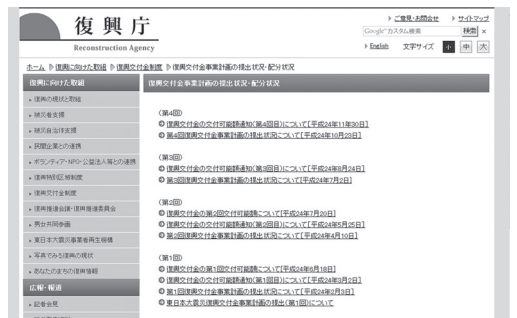 復興庁
Reconstruction Agency
ご意見・お問合せ サイトマップ
Google カスタム検索 検索 ×
English 文字サイズ 小 中 大
ホーム 復興に向けた取組 復興交付金制度 復興交付金事業計画の提出状況・配分状況
復興に向けた取組
復興の現状と取組
被災者支援
被災自治体支援
民間企業との連携
ボランティア・NPO・公益法人等との連携
復興特別区域制度
復興交付金制度
復興推進会議・復興推進委員会
男女共同参画
東日本大震災事業者再生機構
写真でみる復興の現状
あなたのまちの復興情報
広報・報道
記者会見
復興交付金事業計画の提出状況・配分状況
(第4回)
復興交付金の交付可能額通知(第4回目)について[平成24年11年30日]
第4回復興交付金事業計画の提出状況について[平成24年10月23日]
(第3回)
復興交付金の交付可能額通知(第3回目)について[平成24年8月24日]
第3回復興交付金事業計画の提出状況について[平成24年7月2日]
(第2回)
復興交付金の第2回交付可能額について[平成24年7月20日]
復興交付金の交付可能額通知(第2回目)について[平成24年5月25日]
第2回復興交付金事業計画の提出状況について[平成24年4月10日]
(第1回)
復興交付金の第1回交付可能額について[平成24年6月18日]
復興交付金の交付可能額通知(第1回目)について[平成24年3月2日]
第1回復興交付金事業計画の提出状況について[平成24年2月3日]
東日本大震災復興交付金事業計画の提出(第1回)について